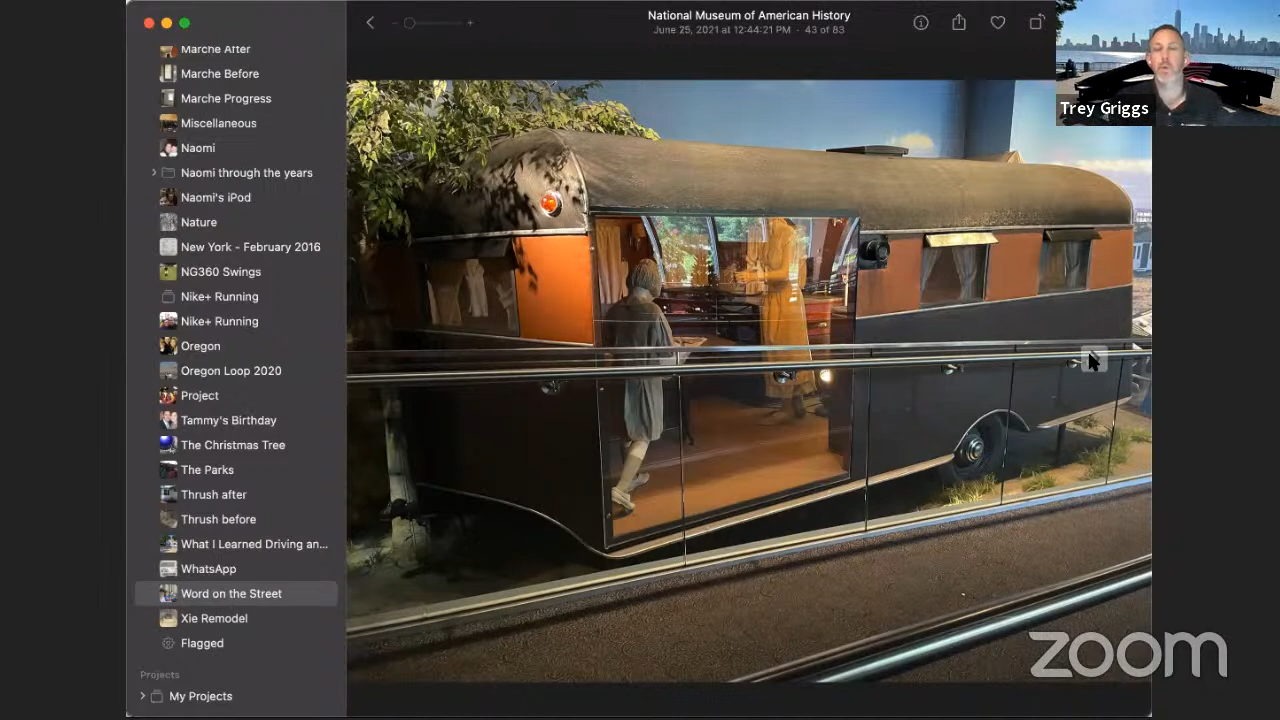 National Museum of American History
June 25, 2021 at 12:44:21 PM · 43 of 83
Marche After
Marche Before
Marche Progress
Miscellaneous
Naomi
Naomi through the years
Naomi's iPod
Nature
New York - February 2016
NG360 Swings
Nike+ Running
Nike+ Running
Oregon
Oregon Loop 2020
Project
Tammy's Birthday
The Christmas Tree
The Parks
Thrush after
Thrush before
What I Learned Driving an...
WhatsApp
Word on the Street
Xie Remodel
Flagged
Projects
My Projects
Trey Griggs
zoom